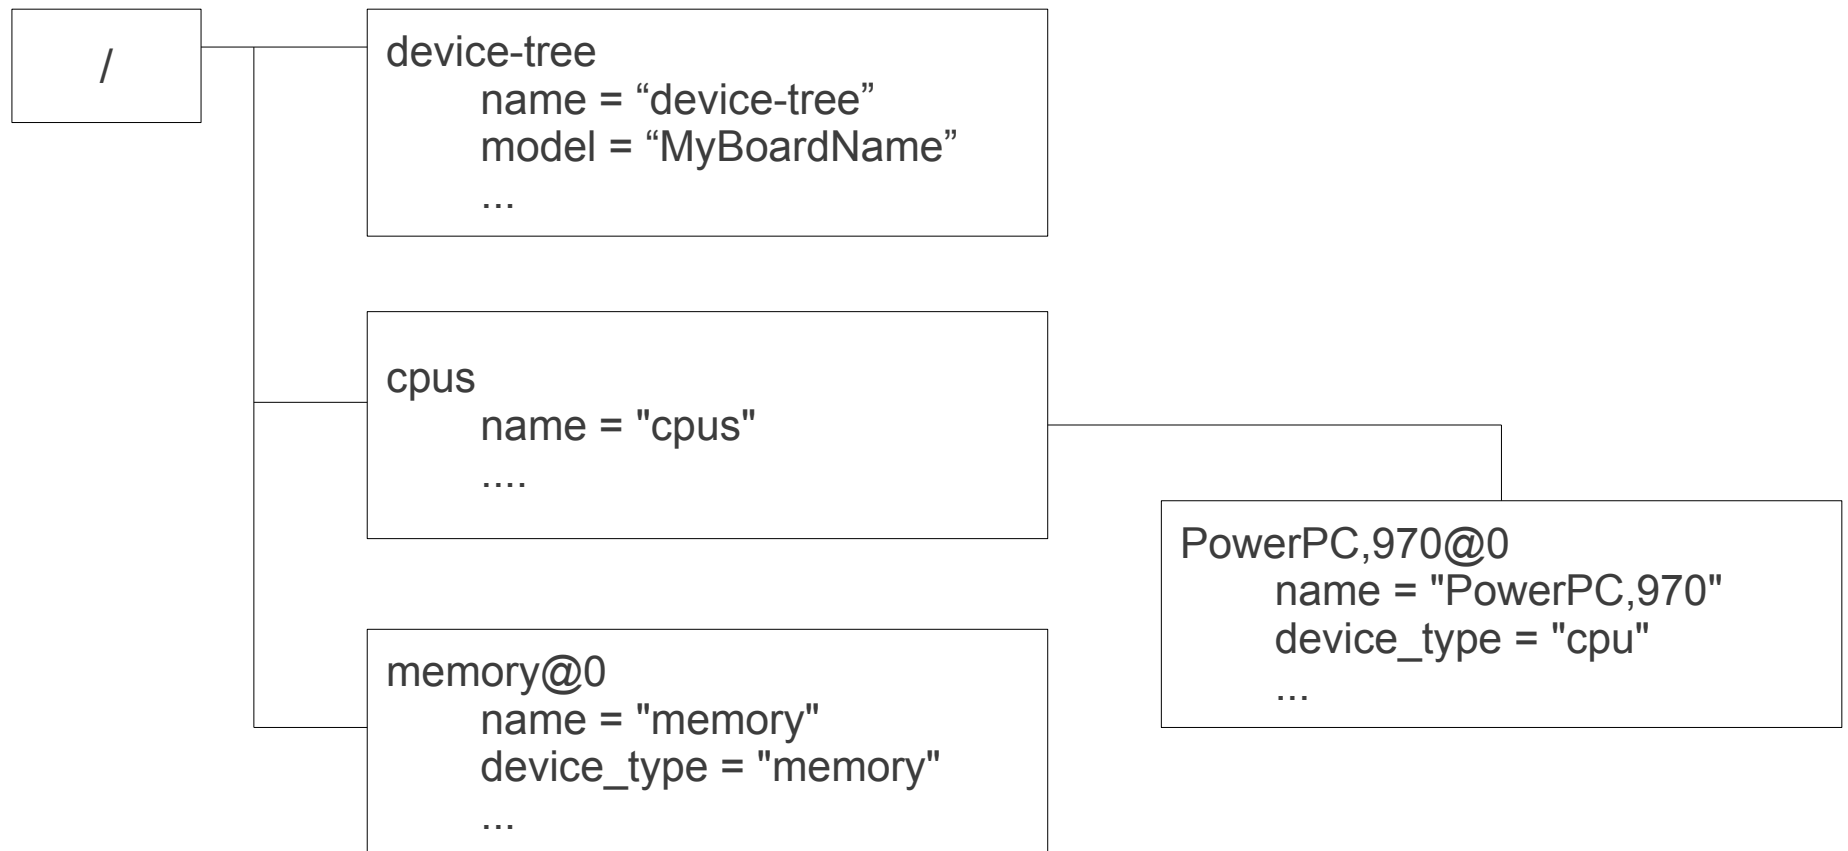 /
device-tree
name = “device-tree”
model = “MyBoardName”
...
cpus
name = "cpus"
....
PowerPC,970@0
name = "PowerPC,970"
device_type = "cpu"
...
memory@0
name = "memory"
device_type = "memory"
...